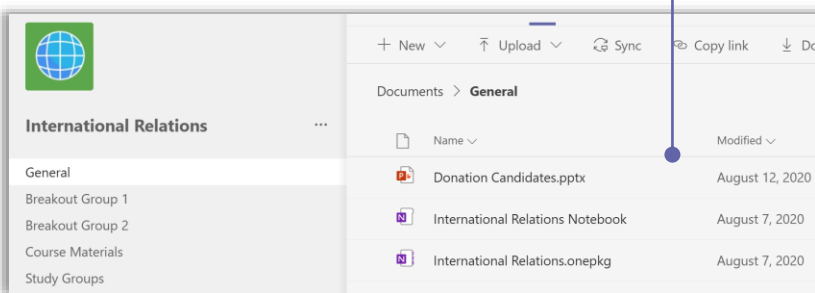 + New Upload Sync Copy link
Documents > General
International Relations ...
Name Modified
General
Donation Candidates.pptx August 12, 2020
Breakout Group 1
International Relations Notebook August 7, 2020
Breakout Group 2
Course Materials
International Relations.onepkg August 7, 2020
Study Groups